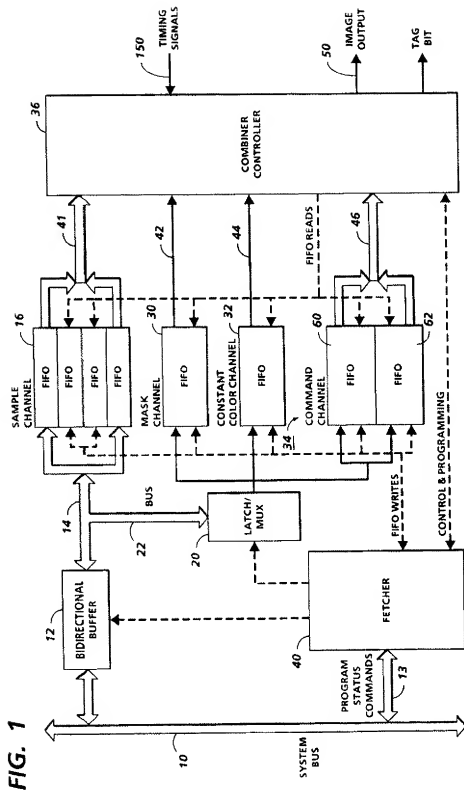 FIG. 1
SYSTEM
BUS
10
12
BIDIRECTIONAL
BUFFER
14
BUS
22
LATCH/
MUX
20
PROGRAM
STATUS
COMMANDS
13
40
FETCHER
SAMPLE
CHANNEL
16
FIFO
FIFO
FIFO
FIFO
MASK
CHANNEL
30
FIFO
CONSTANT
COLOR CHANNEL
32
FIFO
34
COMMAND
CHANNEL
60
FIFO
FIFO
62
FIFO WRITES
CONTROL & PROGRAMMING
41
42
44
FIFO READS
46
36
COMBINER
CONTROLLER
150
TIMING
SIGNALS
50
IMAGE
OUTPUT
TAG
BIT